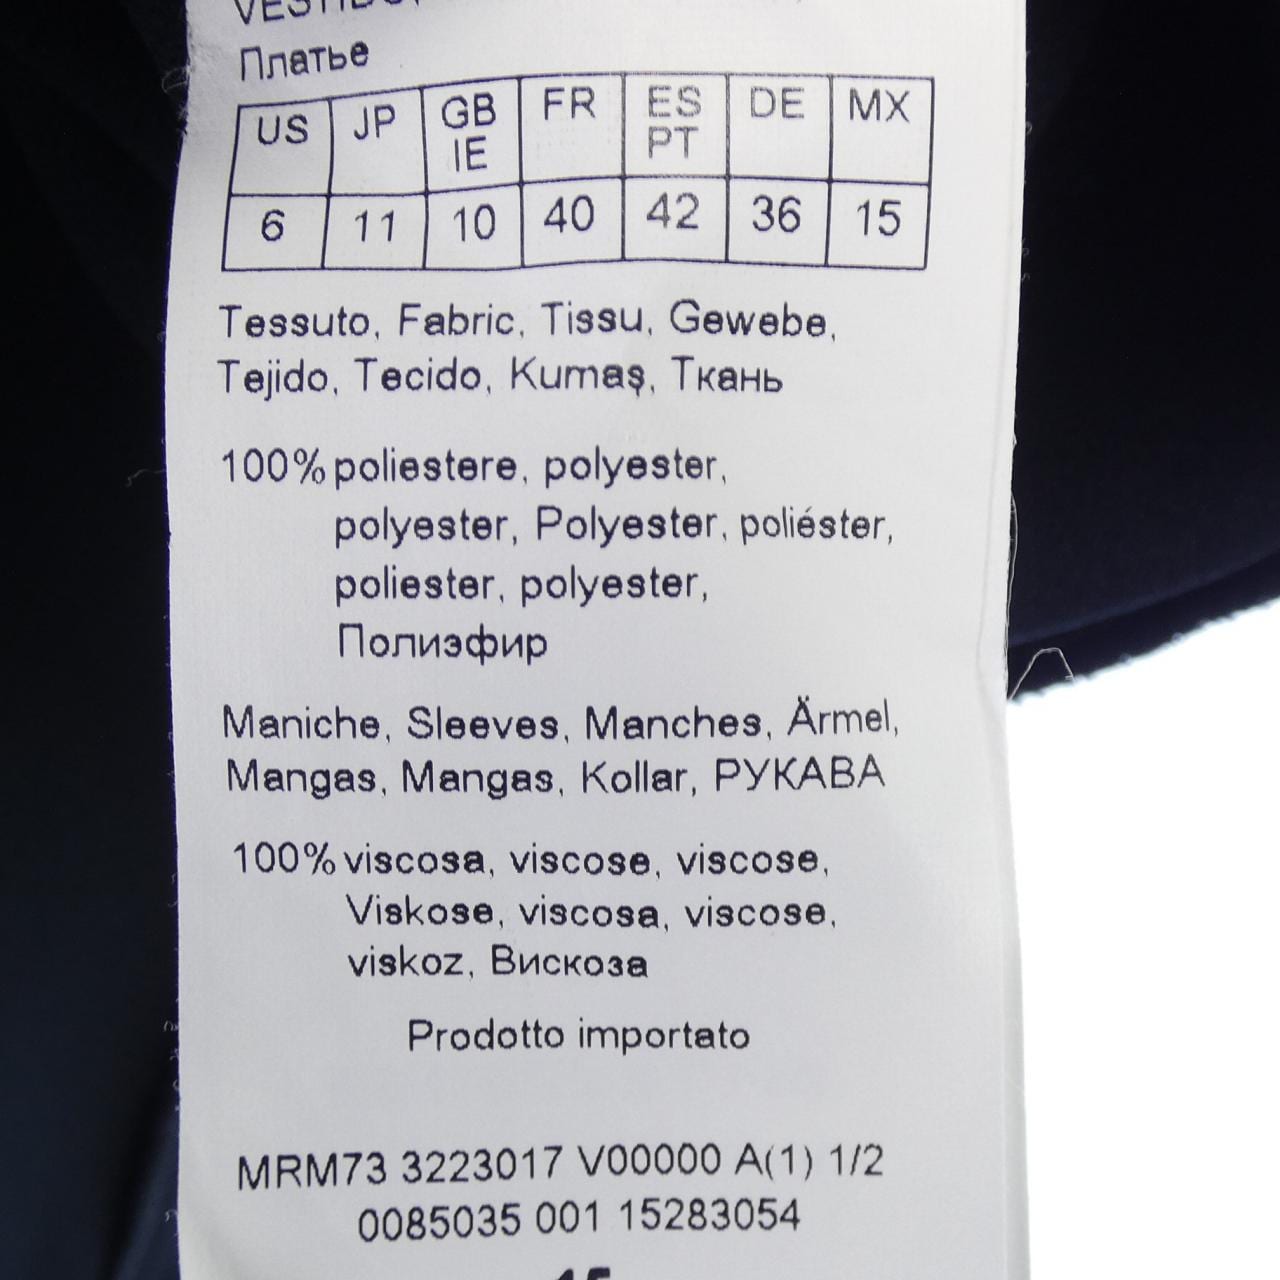 Платье
US JP GB IE FR ES PT DE MX
6 11 10 40 42 36 15
Tessuto, Fabric, Tissu, Gewebe,
Tejido, Tecido, Kumaş, Ткань
100% poliestere, polyester,
polyester, Polyester, poliéster,
poliester, polyester,
Полиэфир
Maniche, Sleeves, Manches, Ärmel,
Mangas, Mangas, Kollar, РУКАВА
100% viscosa, viscose, viscose,
Viskose, viscosa, viscose,
viskoz, Вискоза
Prodotto importato
MRM73 3223017 V00000 A(1) 1/2
0085035 001 15283054